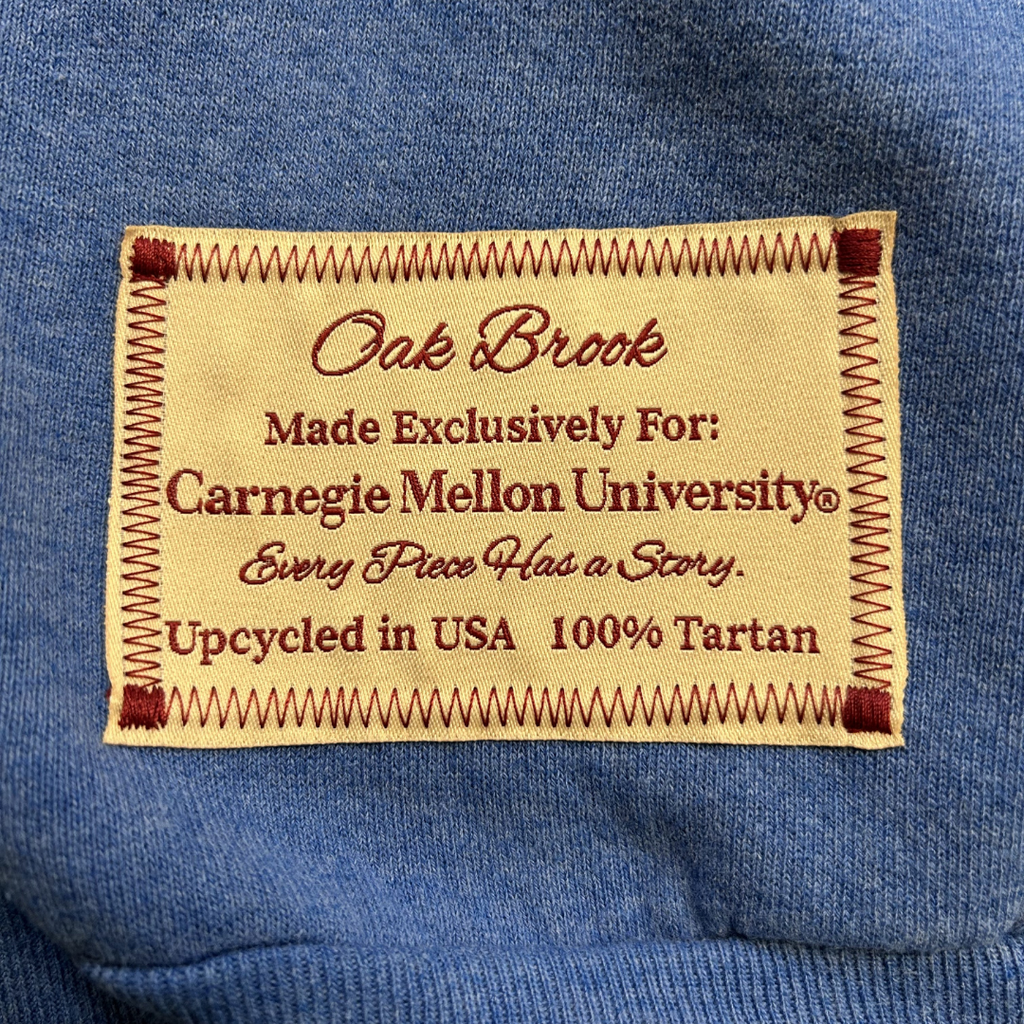 Oak Brook
Made Exclusively For:
Carnegie Mellon University®
Every Piece Has a Story.
Upcycled in USA 100% Tartan